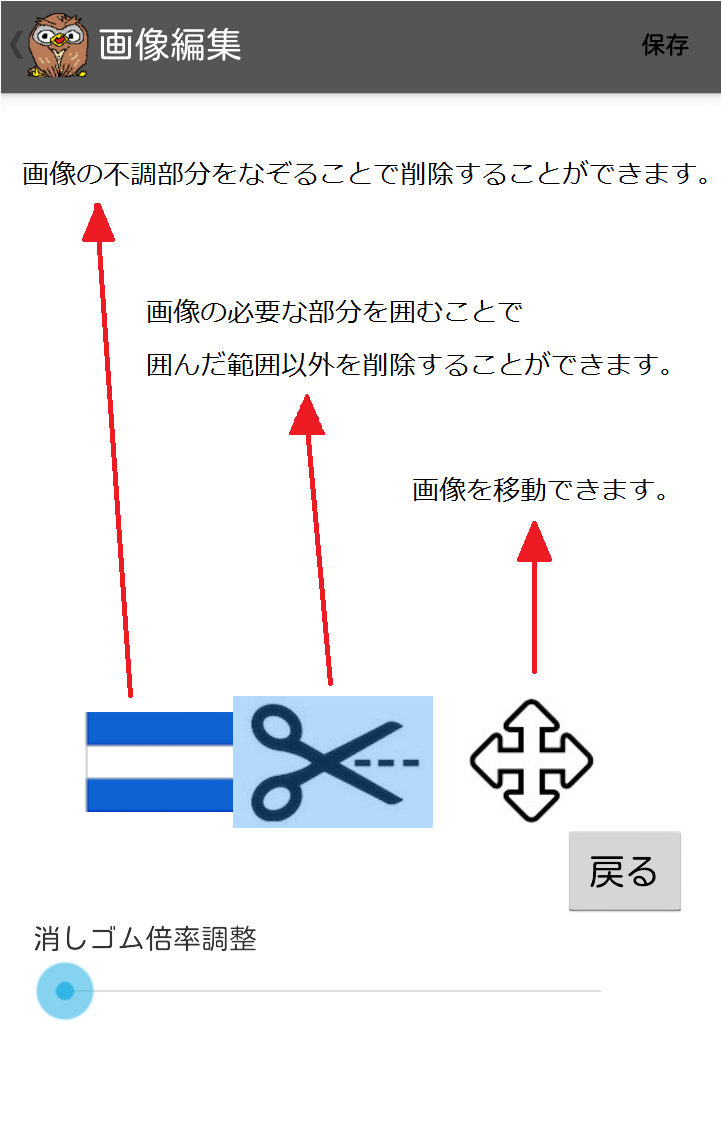 画像編集
保存
画像の不調部分をなぞることで削除することができます。
画像の必要な部分を囲むことで
囲んだ範囲以外を削除することができます。
画像を移動できます。
戻る
消しゴム倍率調整